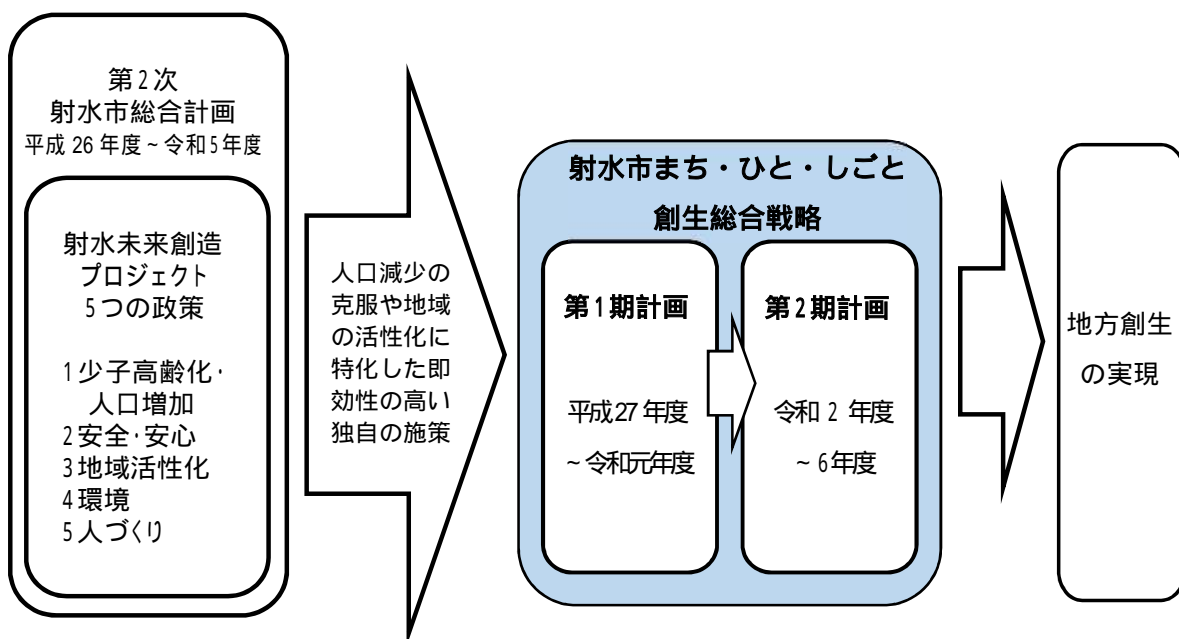 第2次
射水市総合計画
平成 26 年度 ~ 令和5年度
射水未来創造
プロジェクト
5つの政策
1少子高齢化・
人口増加
2安全・安心
3地域活性化
4環境
5人づくり
人口減少の
克服や地域
の活性化に
特化した即
効性の高い
独自の施策
射水市まち・ひと・しごと
創生総合戦略
第1期計画
平成27 年度
~ 令和元年度
第2期計画
令和 2 年度
~ 6年度
地方創生
の実現